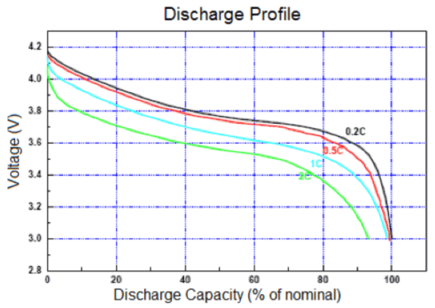 Discharge Profile
4.2
4.0
3.8
3.6
3.4
3.2
3.0
2.8
Voltage (V)
0.2C
0.5C
1C
2C
0
20
40
60
80
100
Discharge Capacity (% of nominal)